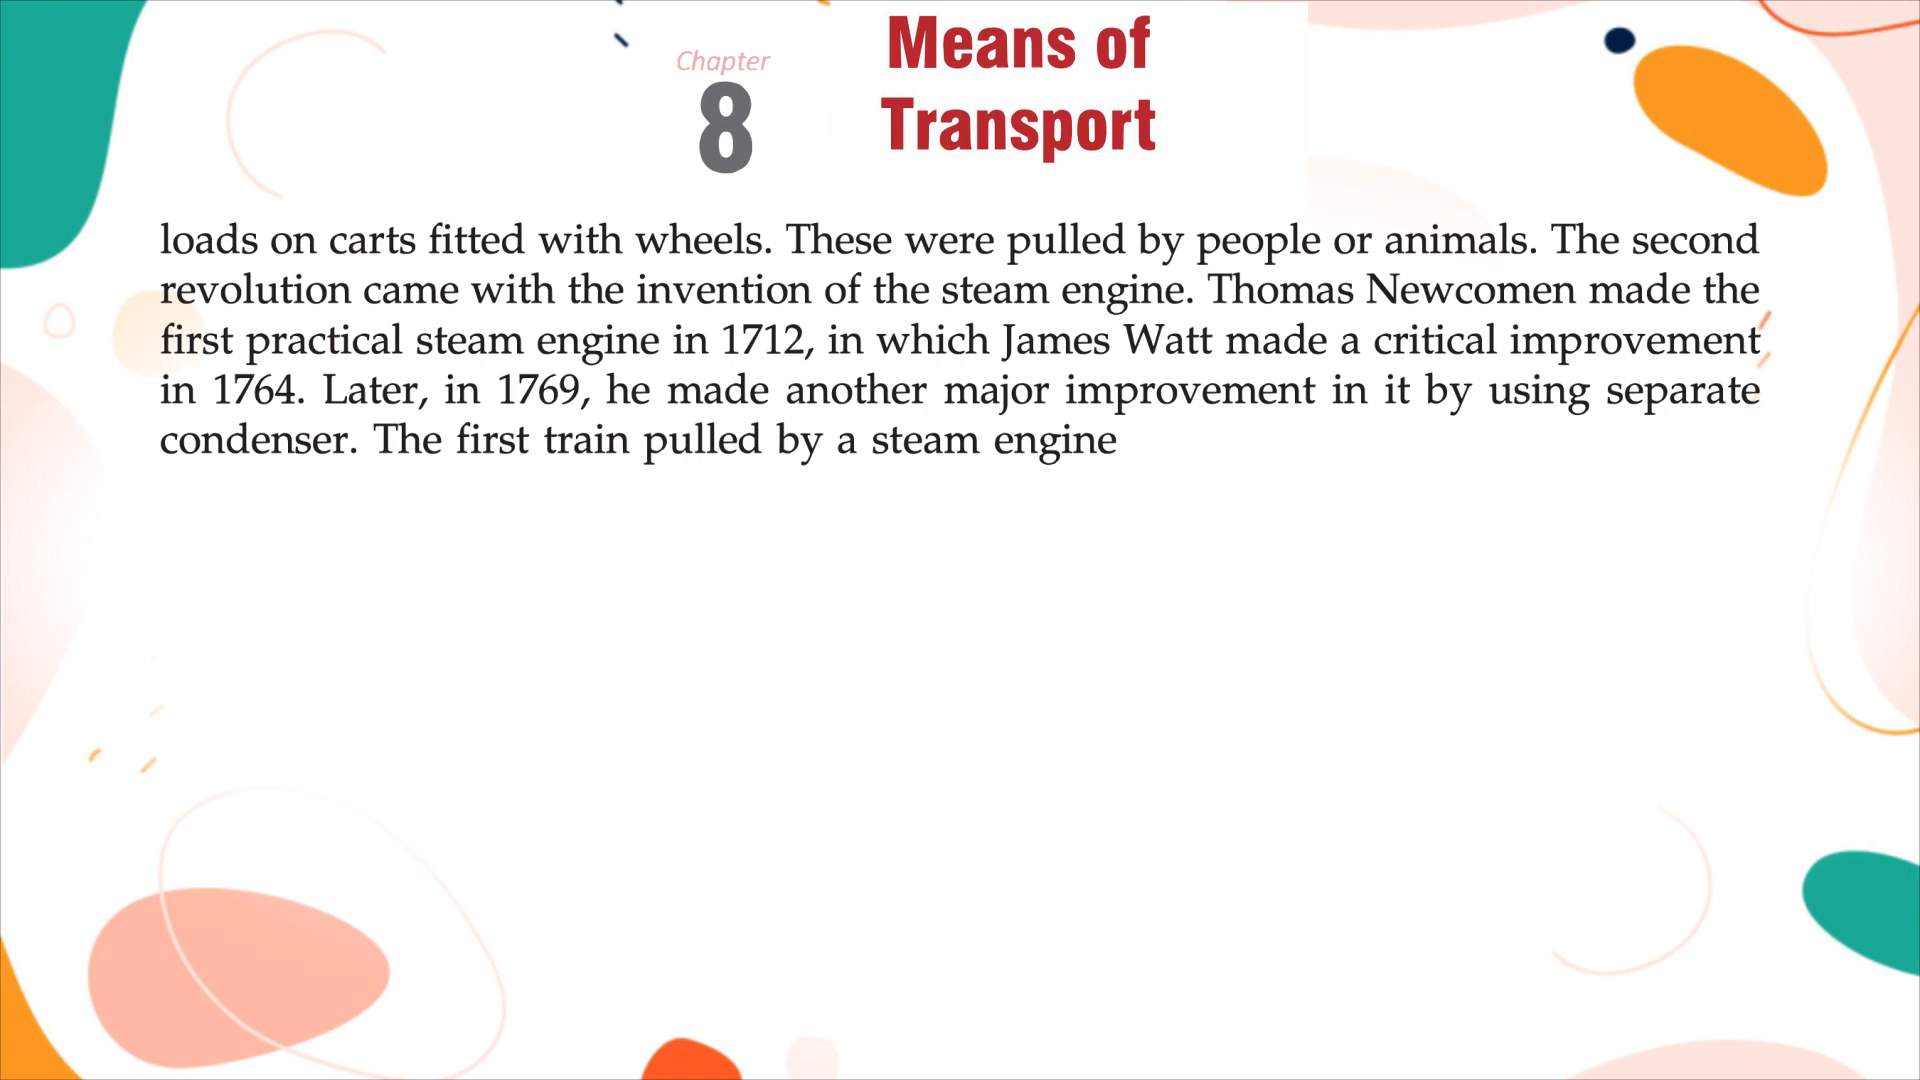 Chapter
8
Means of
Transport
loads on carts fitted with wheels. These were pulled by people or animals. The second
revolution came with the invention of the steam engine. Thomas Newcomen made the
first practical steam engine in 1712, in which James Watt made a critical improvement
in 1764. Later, in 1769, he made another major improvement in it by using separate
condenser. The first train pulled by a steam engine